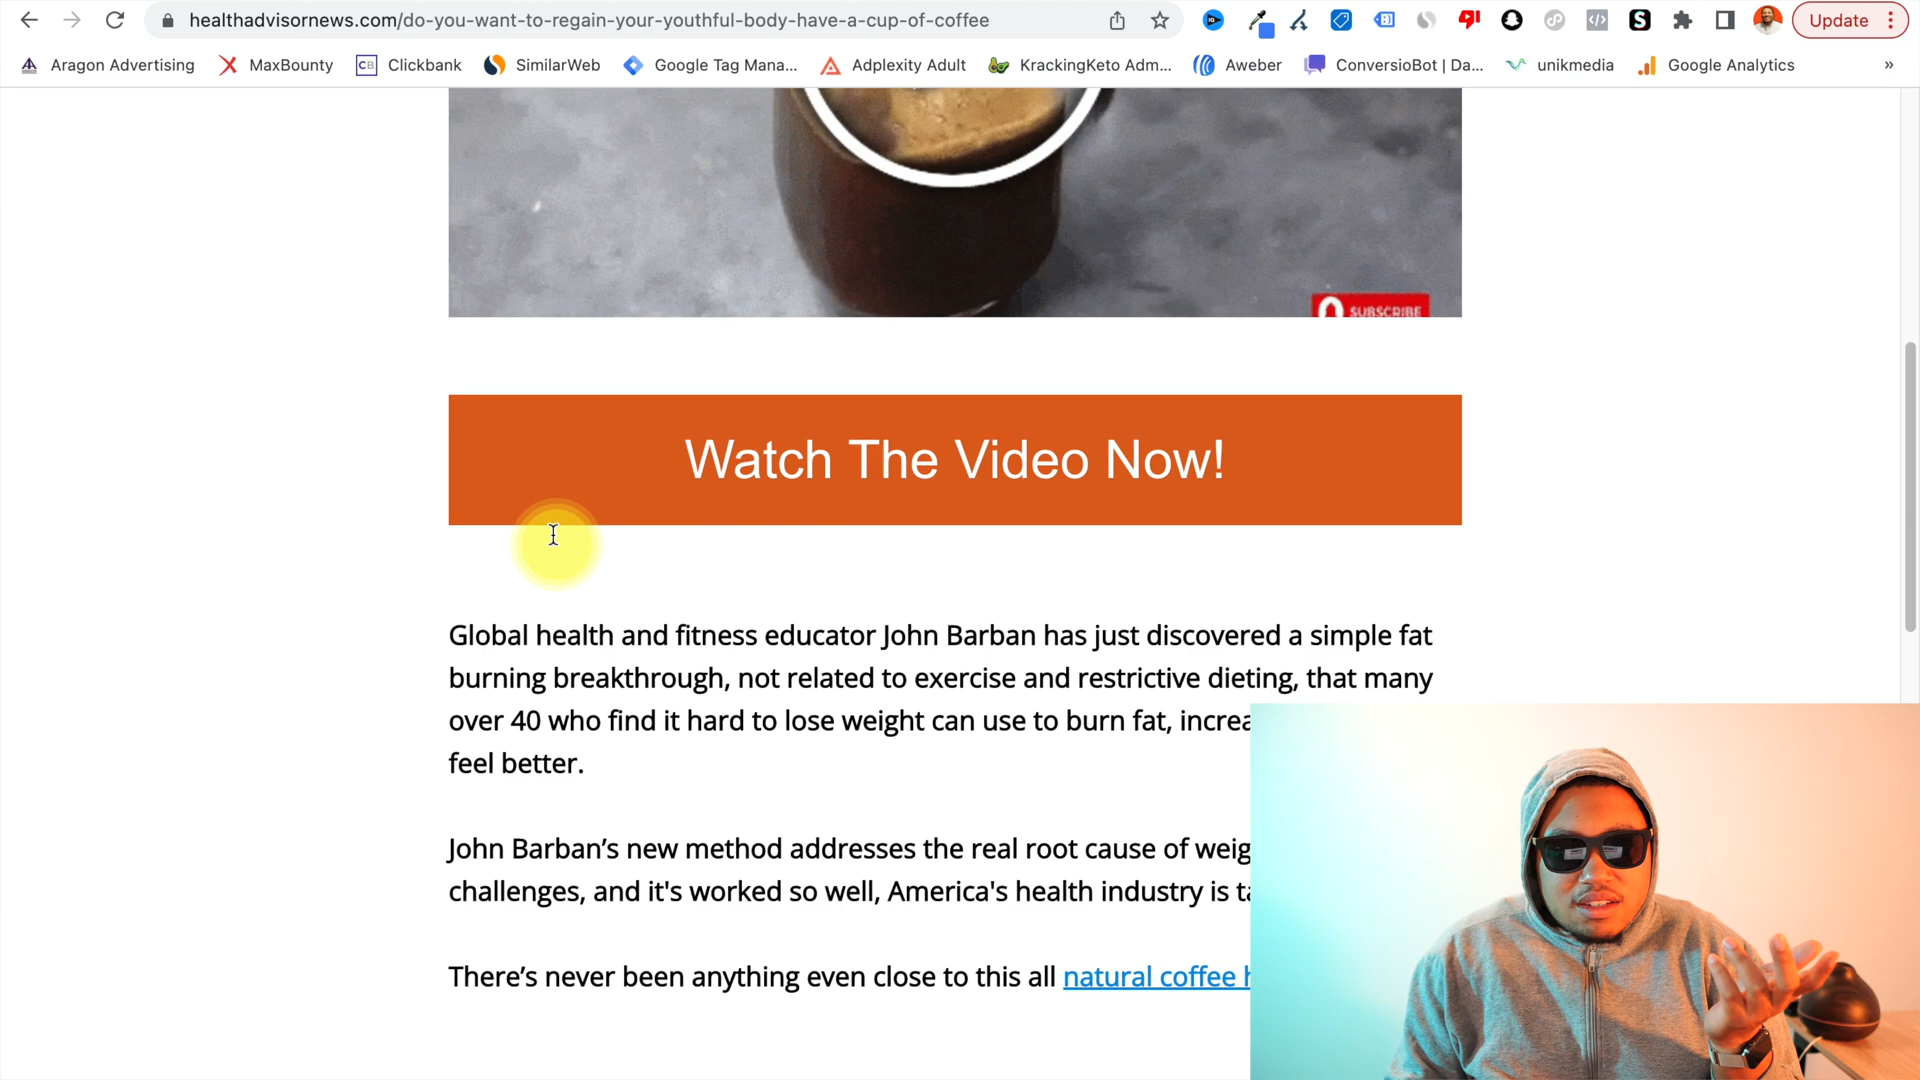 healthadvisornews.com/do-you-want-to-regain-your-youthful-body-have-a-cup-of-coffee
Update
Aragon Advertising
MaxBounty
CB
Clickbank
SimilarWeb
Google Tag Mana...
Adplexity Adult
KrackingKeto Adm...
Aweber
ConversioBot | Da...
unikmedia
Google Analytics
»
SUBSCRIBE
Watch The Video Now!
Global health and fitness educator John Barban has just discovered a simple fat
burning breakthrough, not related to exercise and restrictive dieting, that many
over 40 who find it hard to lose weight can use to burn fat, increa
feel better.
John Barban’s new method addresses the real root cause of weig
challenges, and it's worked so well, America's health industry is ta
There’s never been anything even close to this all natural coffee h